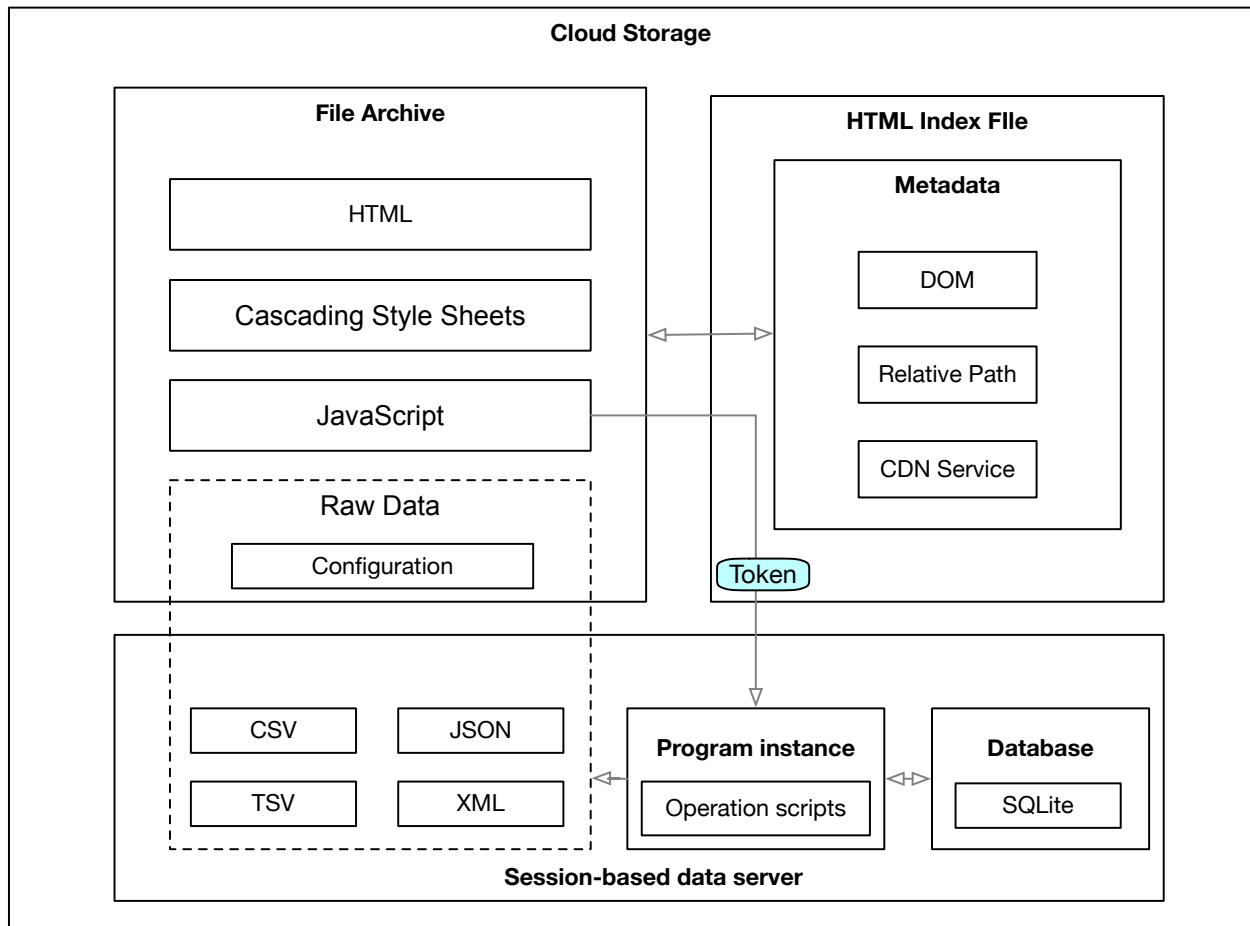 Cloud Storage
File Archive
HTML
Cascading Style Sheets
JavaScript
Raw Data
Configuration
HTML Index FIle
Metadata
DOM
Relative Path
CDN Service
Token
CSV
JSON
TSV
XML
Program instance
Operation scripts
Database
SQLite
Session-based data server